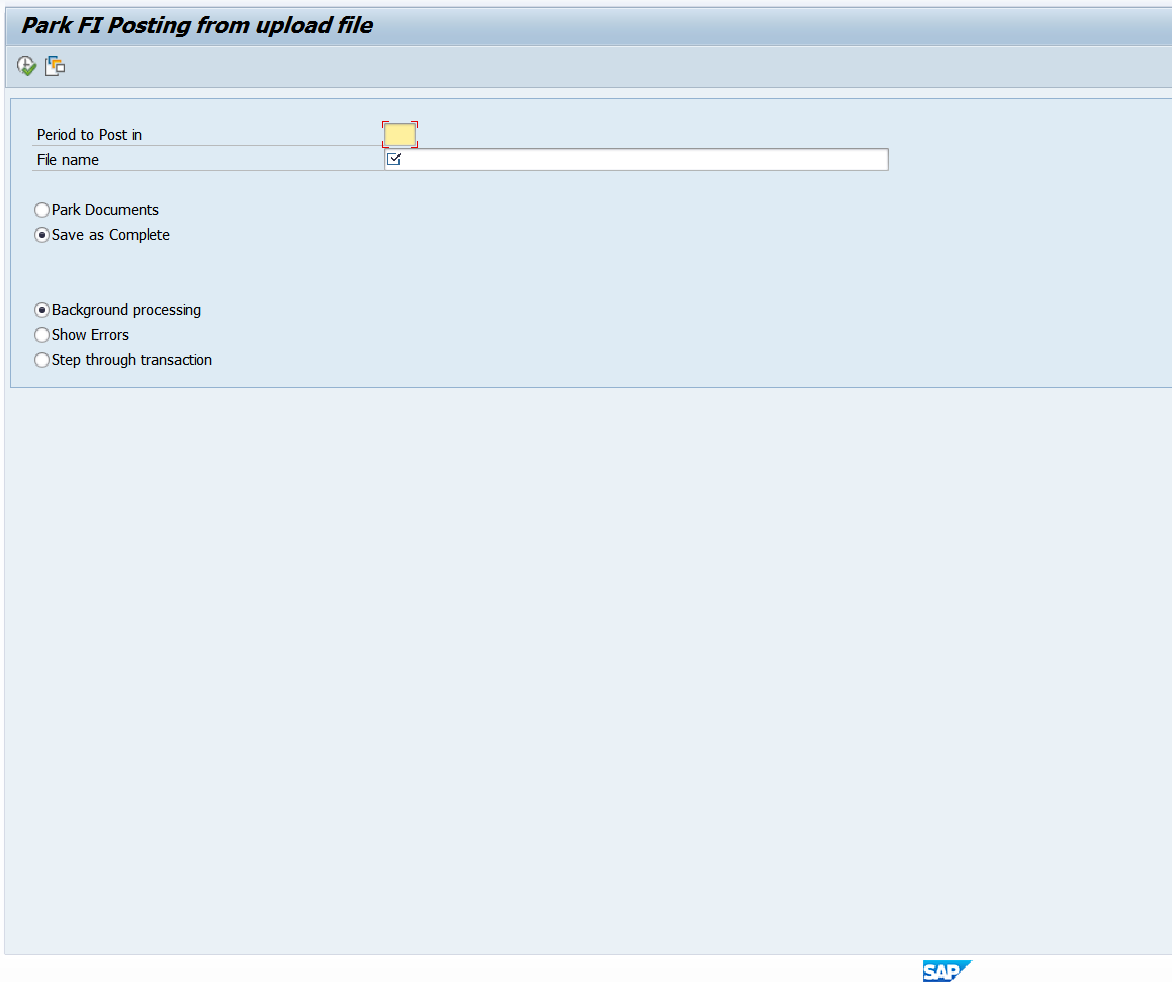 Park FI Posting from upload file
Period to Post in
File name
Park Documents
Save as Complete
Background processing
Show Errors
Step through transaction
SAP